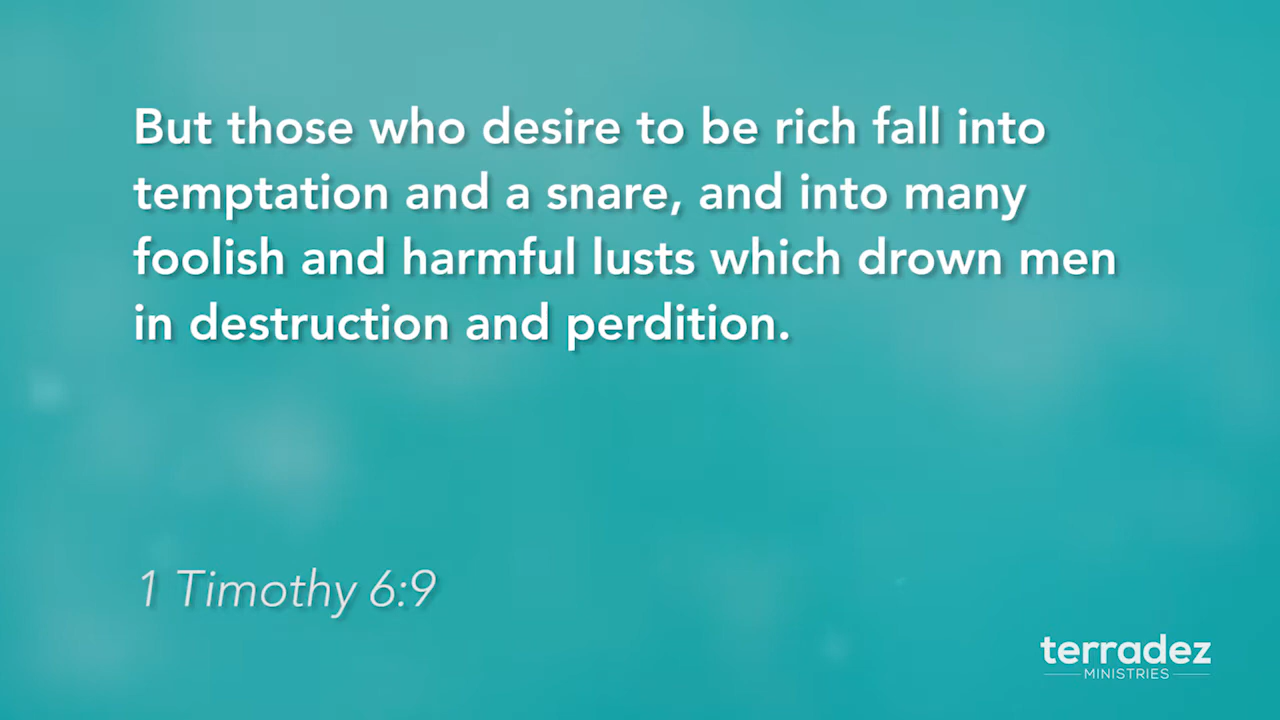 But those who desire to be rich fall into
temptation and a snare, and into many
foolish and harmful lusts which drown men
in destruction and perdition.
1 Timothy 6:9
terradez
MINISTRIES